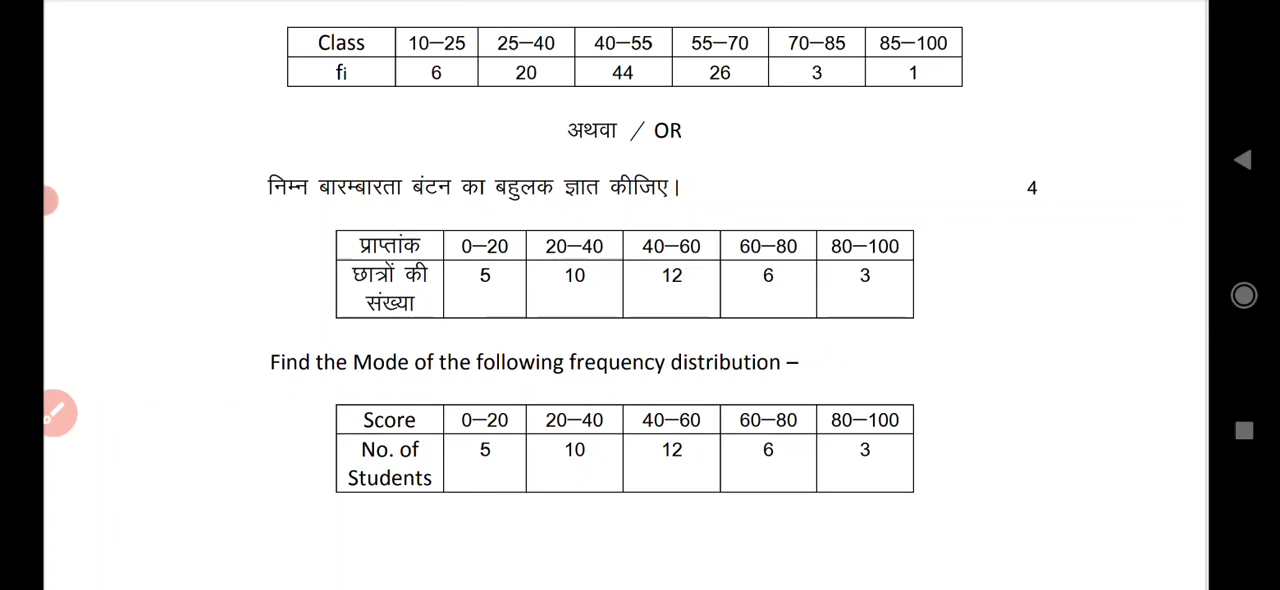 Class 10–25 25–40 40–55 55–70 70–85 85–100
fi 6 20 44 26 3 1
अथवा / OR
निम्न बारम्बारता बंटन का बहुलक ज्ञात कीजिए। 4
प्राप्तांक 0–20 20–40 40–60 60–80 80–100
छात्रों की 5 10 12 6 3
संख्या
Find the Mode of the following frequency distribution –
Score 0–20 20–40 40–60 60–80 80–100
No. of 5 10 12 6 3
Students